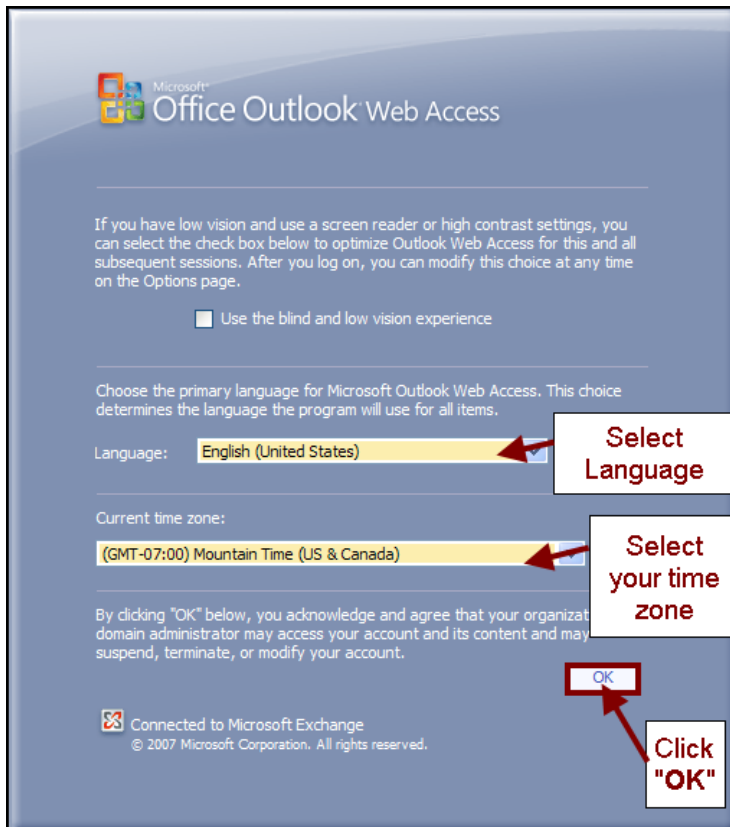 Microsoft®
Office Outlook Web Access
If you have low vision and use a screen reader or high contrast settings, you
can select the check box below to optimize Outlook Web Access for this and all
subsequent sessions. After you log on, you can modify this choice at any time
on the Options page.
Use the blind and low vision experience
Choose the primary language for Microsoft Outlook Web Access. This choice
determines the language the program will use for all items.
Language:
English (United States)
Select
Language
Current time zone:
(GMT-07:00) Mountain Time (US & Canada)
Select
your time
zone
By clicking "OK" below, you acknowledge and agree that your
domain administrator may access your account and its content and may
suspend, terminate, or modify your account.
OK
Click
"OK"
Connected to Microsoft Exchange
© 2007 Microsoft Corporation. All rights reserved.